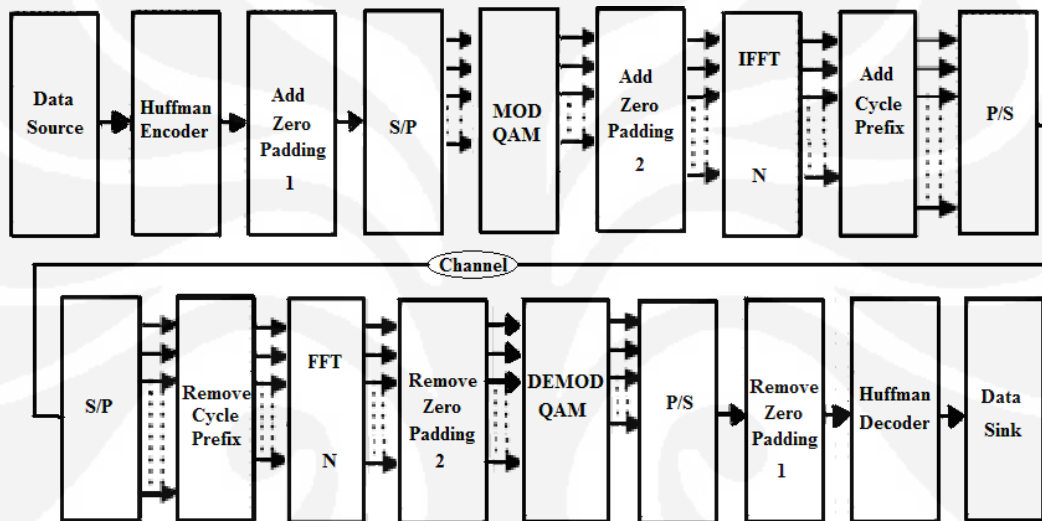 Data
Source
Huffman
Encoder
Add
Zero
Padding
1
S/P
MOD
QAM
Add
Zero
Padding
2
IFFT
N
Add
Cycle
Prefix
P/S
Channel
S/P
Remove
Cycle
Prefix
FFT
N
Remove
Zero
Padding
2
DEMOD
QAM
P/S
Remove
Zero
Padding
1
Huffman
Decoder
Data
Sink